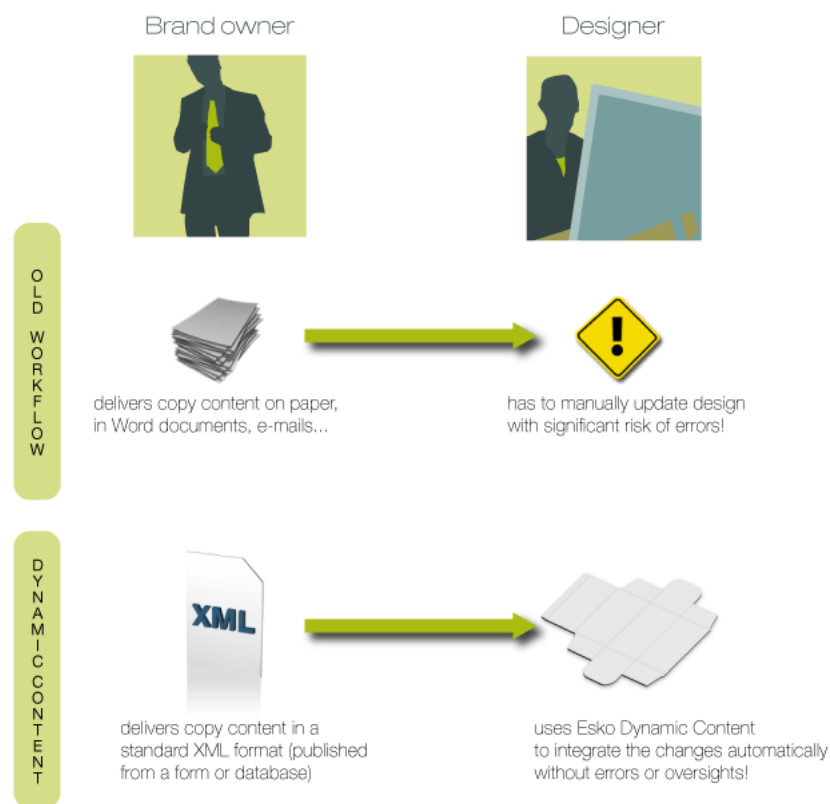 Brand owner
Designer
OLD WORKFLOW
delivers copy content on paper,
in Word documents, e-mails...
has to manually update design
with significant risk of errors!
DYNAMIC CONTENT
XML
delivers copy content in a
standard XML format (published
from a form or database)
uses Esko Dynamic Content
to integrate the changes automatically
without errors or oversights!